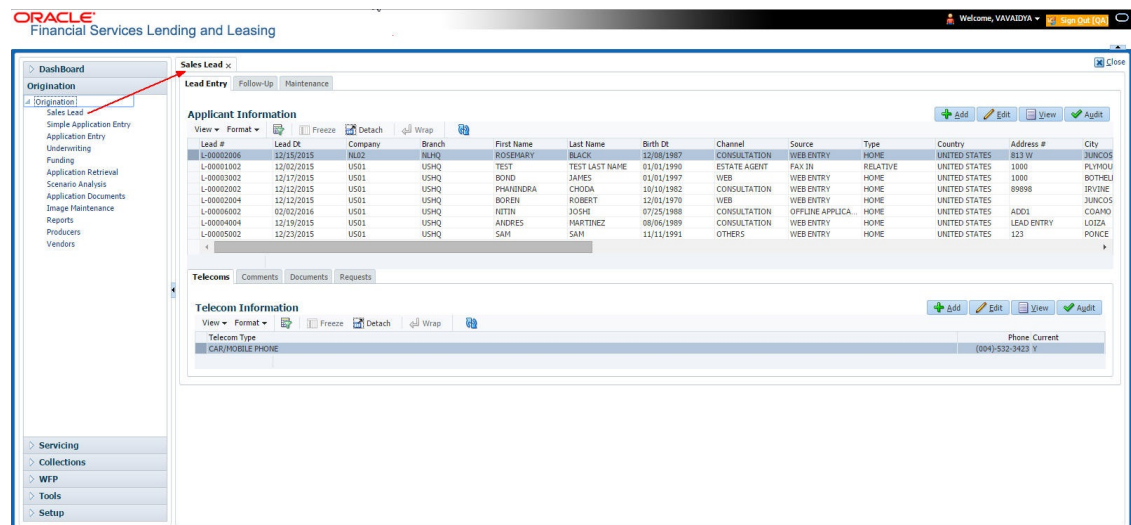 ORACLE
Welcome, VAVAIDYA
Sign Out [QA]
Financial Services Lending and Leasing
Close
DashBoard
Origination
Origination
Sales Lead
Simple Application Entry
Application Entry
Underwriting
Funding
Application Retrieval
Scenario Analysis
Application Documents
Image Maintenance
Reports
Producers
Vendors
Servicing
Collections
WFP
Tools
Setup
Sales Lead x
Lead Entry Follow-Up Maintenance
Applicant Information
Add Edit View Audit
View Format Freeze Detach Wrap
Lead # Lead Dt Company Branch First Name Last Name Birth Dt Channel Source Type Country Address # City
L-00002006 12/15/2015 NL02 NLHQ ROSEMARY BLACK 12/08/1987 CONSULTATION WEB ENTRY HOME UNITED STATES 813 W JUNCOS
L-00001002 12/02/2015 US01 USHQ TEST TEST LAST NAME 01/01/1990 ESTATE AGENT FAX IN RELATIVE UNITED STATES 1000 PLYMOU
L-00003002 12/17/2015 US01 USHQ BOND JAMES 01/01/1997 WEB WEB ENTRY HOME UNITED STATES 1000 BOTHELL
L-00002002 12/12/2015 US01 USHQ PHANINDRA CHODA 10/10/1982 CONSULTATION WEB ENTRY HOME UNITED STATES 89898 IRVINE
L-00002004 12/12/2015 US01 USHQ BOREN ROBERT 12/01/1970 WEB WEB ENTRY HOME UNITED STATES JUNCOS
L-00006002 02/02/2016 US01 USHQ NITIN JOSHI 07/25/1988 CONSULTATION OFFLINE APPLICA... HOME UNITED STATES ADD1 COAMO
L-00004004 12/19/2015 US01 USHQ ANDRES MARTINEZ 08/06/1989 CONSULTATION WEB ENTRY HOME UNITED STATES LEAD ENTRY LOIZA
L-00005002 12/23/2015 US01 USHQ SAM SAM 11/11/1991 OTHERS WEB ENTRY HOME UNITED STATES 123 PONCE
Telecoms Comments Documents Requests
Telecom Information
Add Edit View Audit
View Format Freeze Detach Wrap
Telecom Type Phone Current
CAR/MOBILE PHONE (004)-532-3423 Y